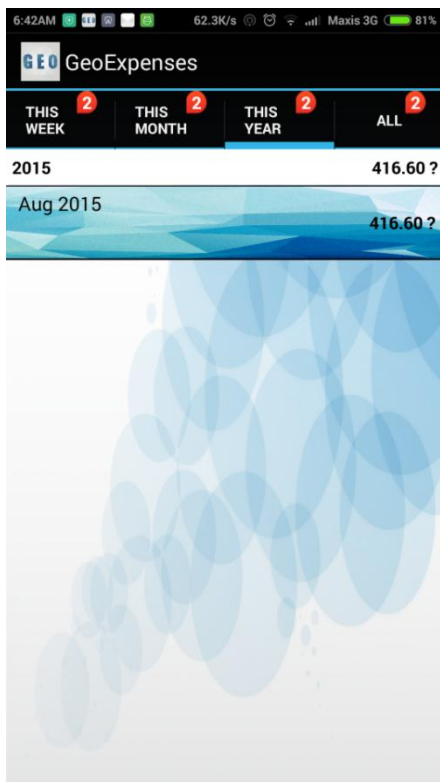 6:42AM GEO 62.3K/s Maxis 3G 81%
GEO GeoExpenses
THIS WEEK 2 THIS MONTH 2 THIS YEAR 2 ALL 2
2015 416.60 ?
Aug 2015
416.60 ?